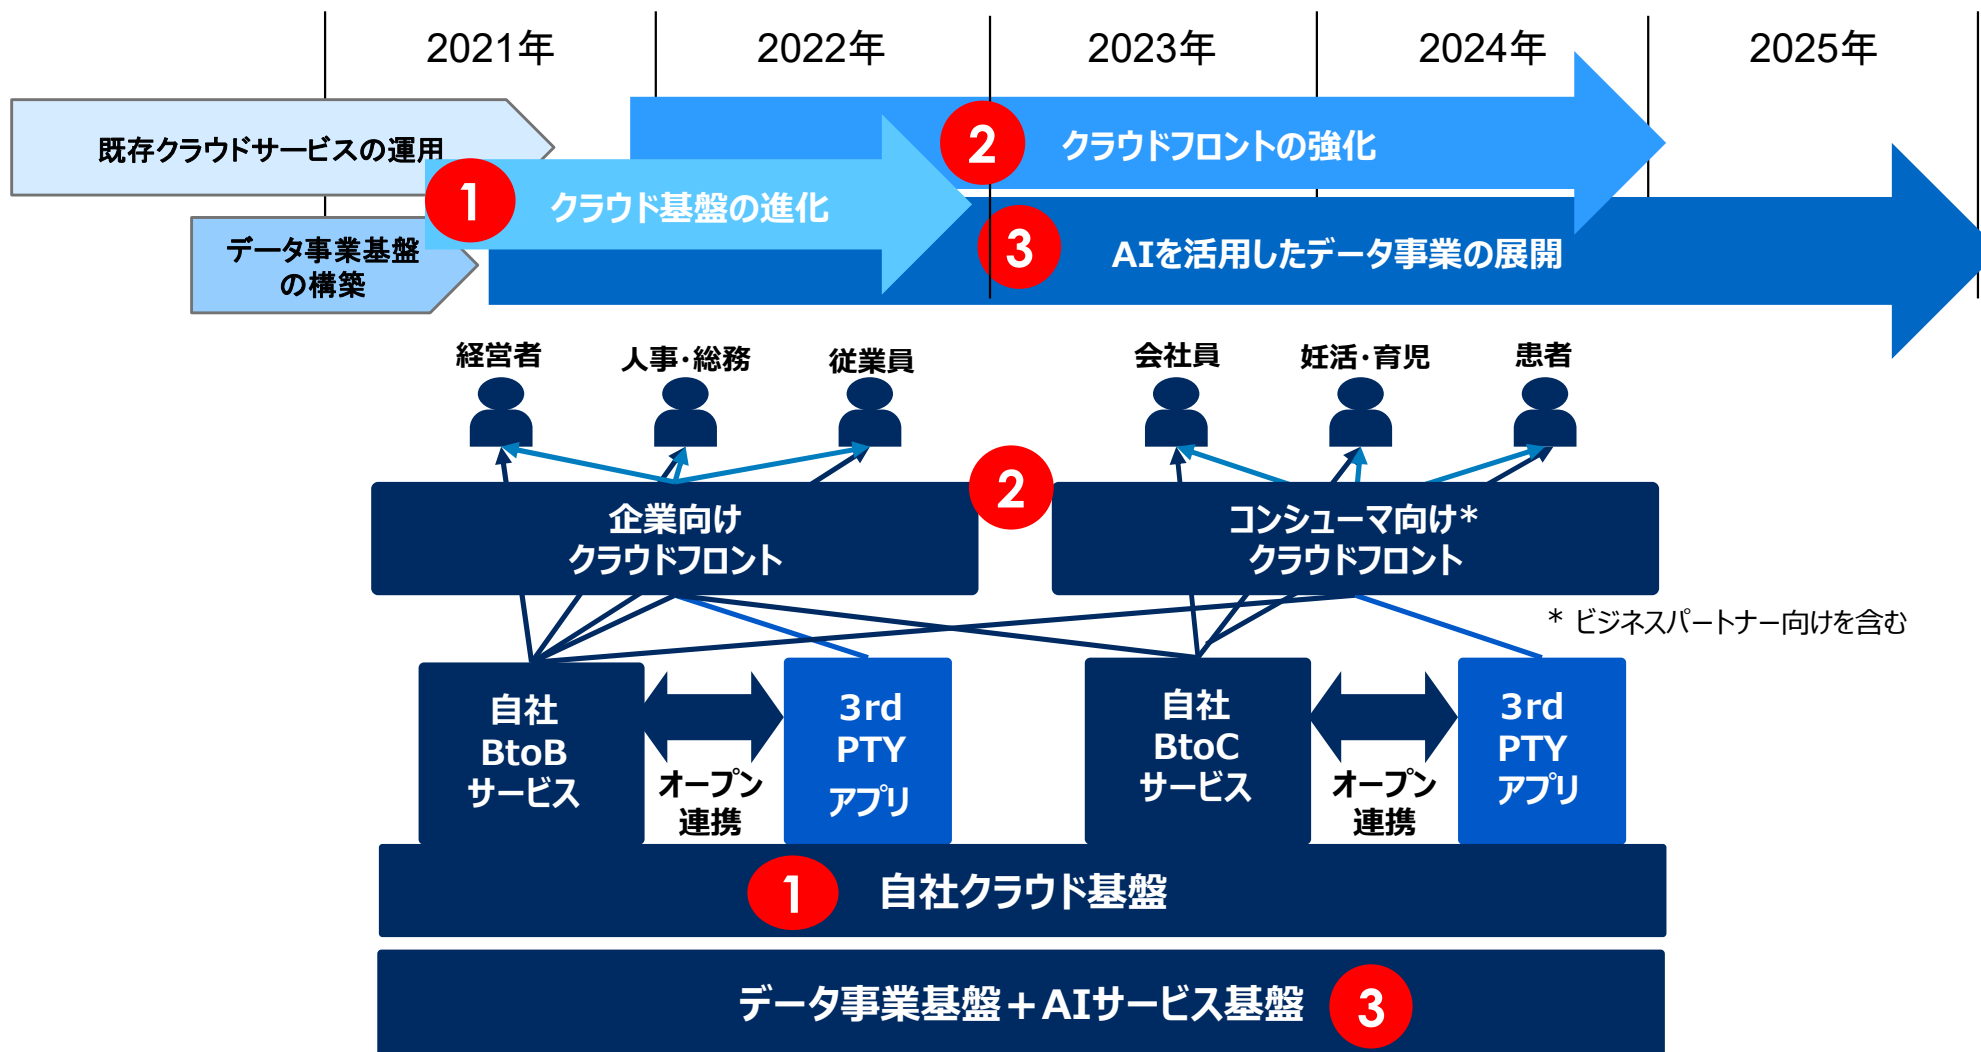 2021年
2022年
2023年
2024年
2025年
既存クラウドサービスの運用
2
クラウドフロントの強化
1
クラウド基盤の進化
データ事業基盤
の構築
3
AIを活用したデータ事業の展開
経営者
人事・総務
従業員
会社員
妊活・育児
患者
企業向け
クラウドフロント
2
コンシューマ向け*
クラウドフロント
* ビジネスパートナー向けを含む
自社
BtoB
サービス
オープン
連携
3rd
PTY
アプリ
自社
BtoC
サービス
オープン
連携
3rd
PTY
アプリ
1
自社クラウド基盤
データ事業基盤＋AIサービス基盤
3